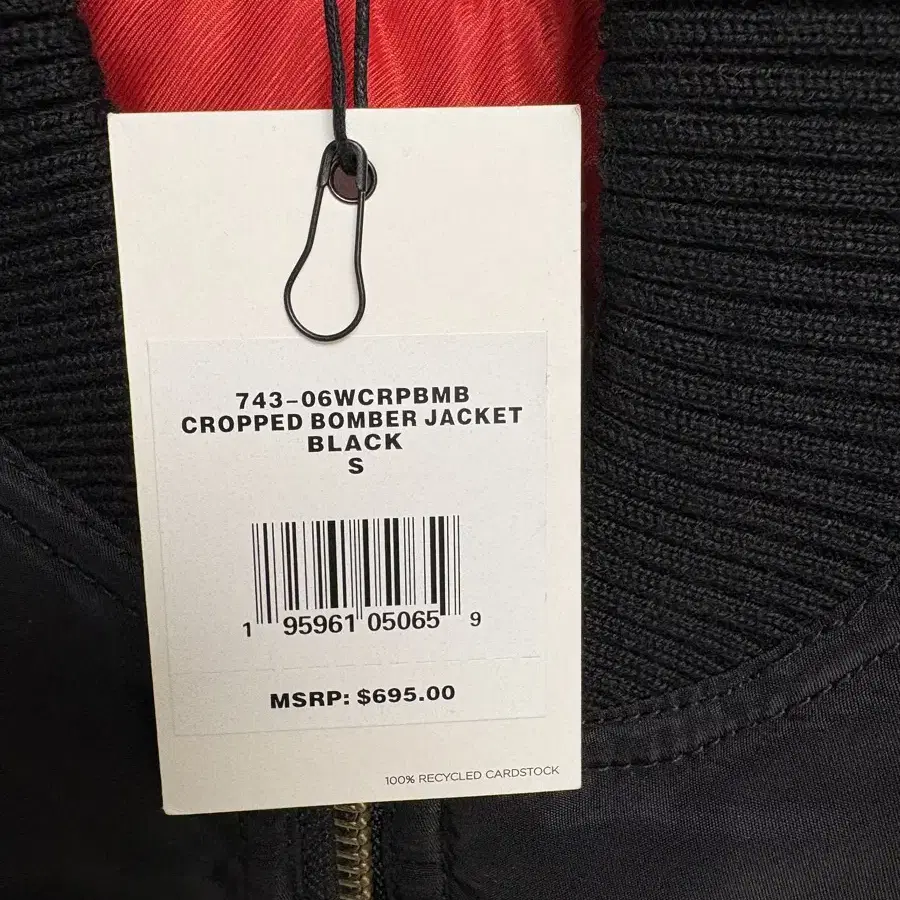 743-06WCRPBMB
CROPPED BOMBER JACKET
BLACK
S
1 95961 05065 9
MSRP: $695.00
100% RECYCLED CARDSTOCK